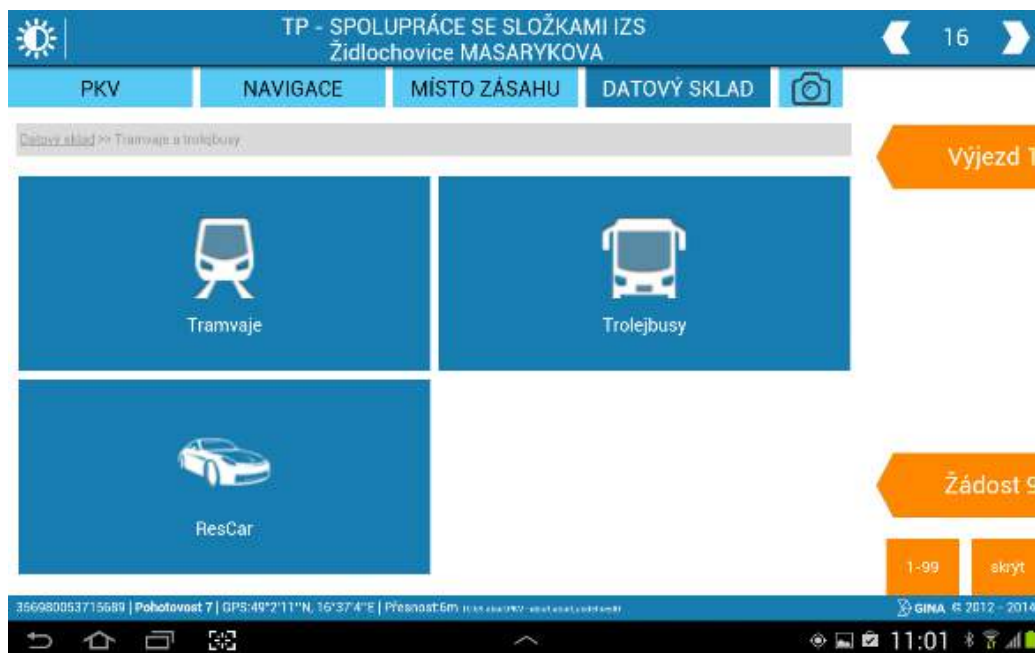 TP - SPOLUPRÁCE SE SLOŽKAMI IZS
Židlochovice MASARYKOVA
16
PKV
NAVIGACE
MÍSTO ZÁSAHU
DATOVÝ SKLAD
Datový sklad >> Tramvaje a trolejbusy
Výjezd 1
Tramvaje
Trolejbusy
ResCar
Žádost 9
1-99
skrýt
356980053715689 | Pohotovost 7 | GPS:49°2'11"N, 16°37'4"E | Přesnost:6m
GINA © 2012 - 2014
11:01